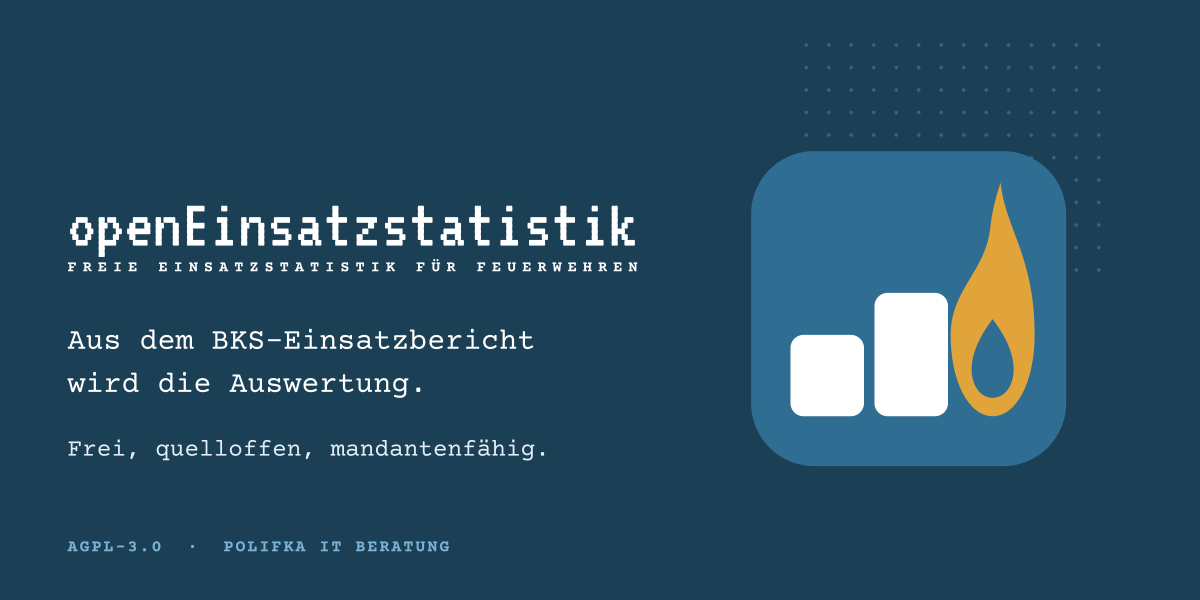 openEinsatzstatistik
FREIE EINSATZSTATISTIK FÜR FEUERWEHREN
Aus dem BKS-Einsatzbericht
wird die Auswertung.
Frei, quelloffen, mandantenfähig.
AGPL-3.0 · POLIFKA IT BERATUNG